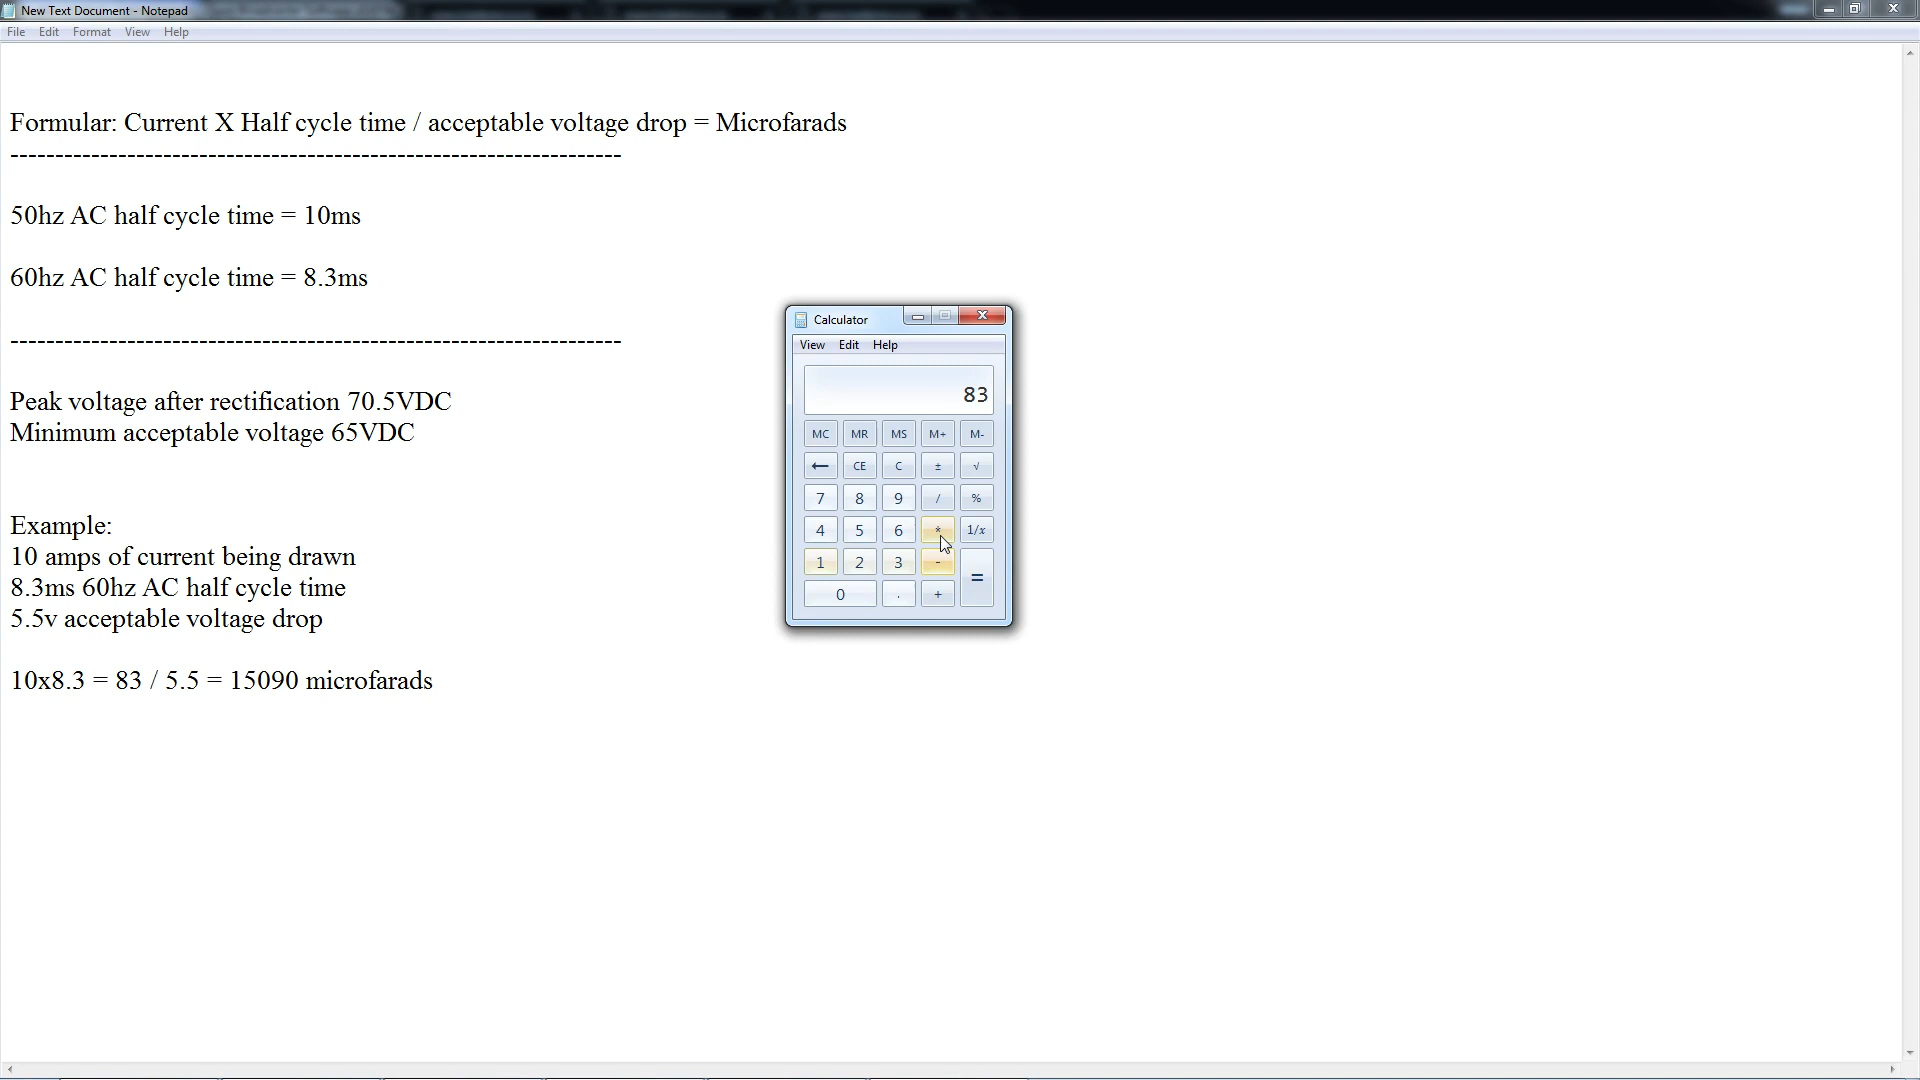 New Text Document - Notepad
File Edit Format View Help
Formular: Current X Half cycle time / acceptable voltage drop = Microfarads
--------------------------------------------------------------------
50hz AC half cycle time = 10ms
60hz AC half cycle time = 8.3ms
--------------------------------------------------------------------
Peak voltage after rectification 70.5VDC
Minimum acceptable voltage 65VDC
Example:
10 amps of current being drawn
8.3ms 60hz AC half cycle time
5.5v acceptable voltage drop
10x8.3 = 83 / 5.5 = 15090 microfarads
Calculator
View Edit Help
83
MC MR MS M+ M-
← CE C ± √
7 8 9 / %
4 5 6 * 1/x
1 2 3 - =
0 . +